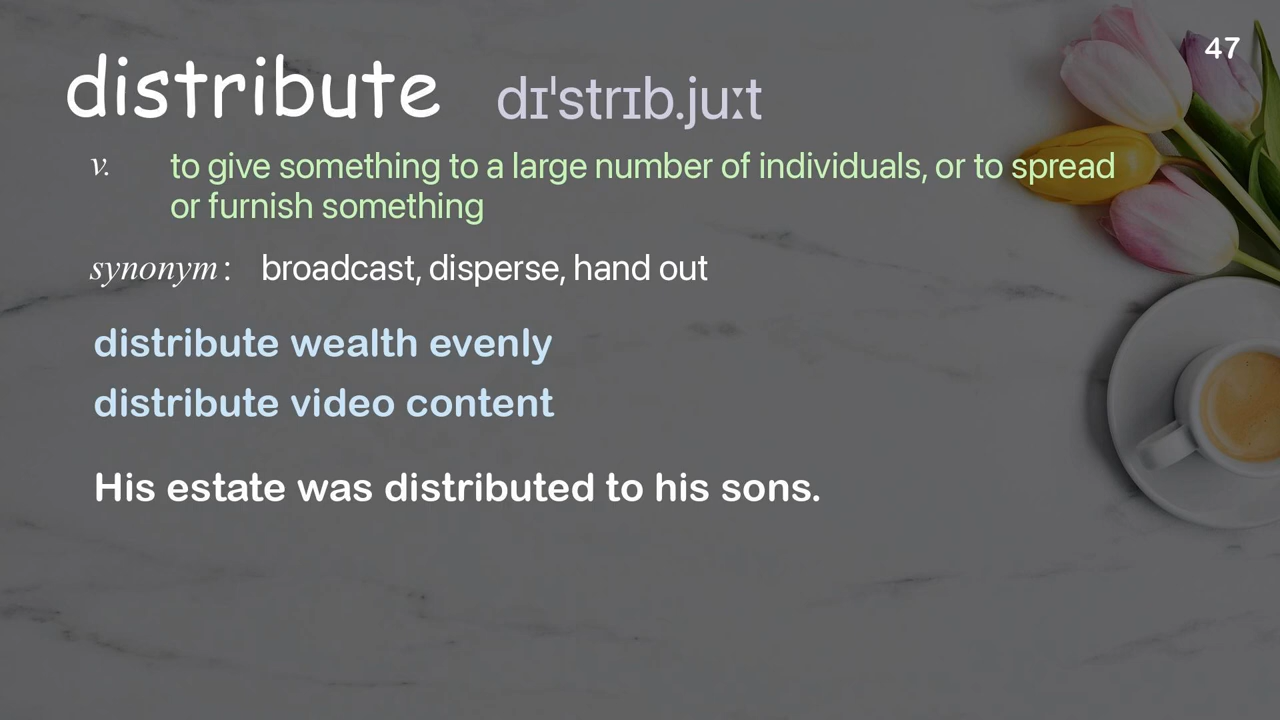 47
distribute dɪˈstrɪb.juːt
v. to give something to a large number of individuals, or to spread
or furnish something
synonym: broadcast, disperse, hand out
distribute wealth evenly
distribute video content
His estate was distributed to his sons.